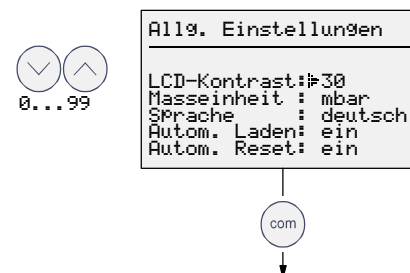 Allg. Einstellungen
0...99
LCD-Kontrast: 30
Masseinheit : mbar
Sprache : deutsch
Autom. Laden: ein
Autom. Reset: ein
com